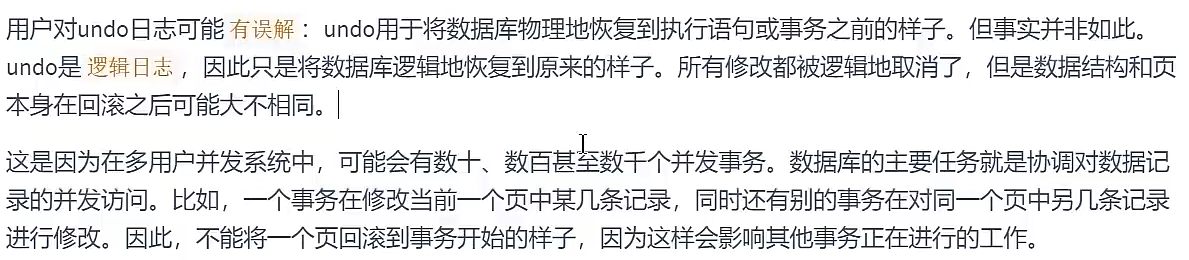 用户对undo日志可能 有误解 ：undo用于将数据库物理地恢复到执行语句或事务之前的样子。但事实并非如此。
undo是 逻辑日志 ，因此只是将数据库逻辑地恢复到原来的样子。所有修改都被逻辑地取消了，但是数据结构和页
本身在回滚之后可能大不相同。
这是因为在多用户并发系统中，可能会有数十、数百甚至数千个并发事务。数据库的主要任务就是协调对数据记
录的并发访问。比如，一个事务在修改当前一个页中某几条记录，同时还有别的事务在对同一个页中另几条记录
进行修改。因此，不能将一个页回滚到事务开始的样子，因为这样会影响其他事务正在进行的工作。